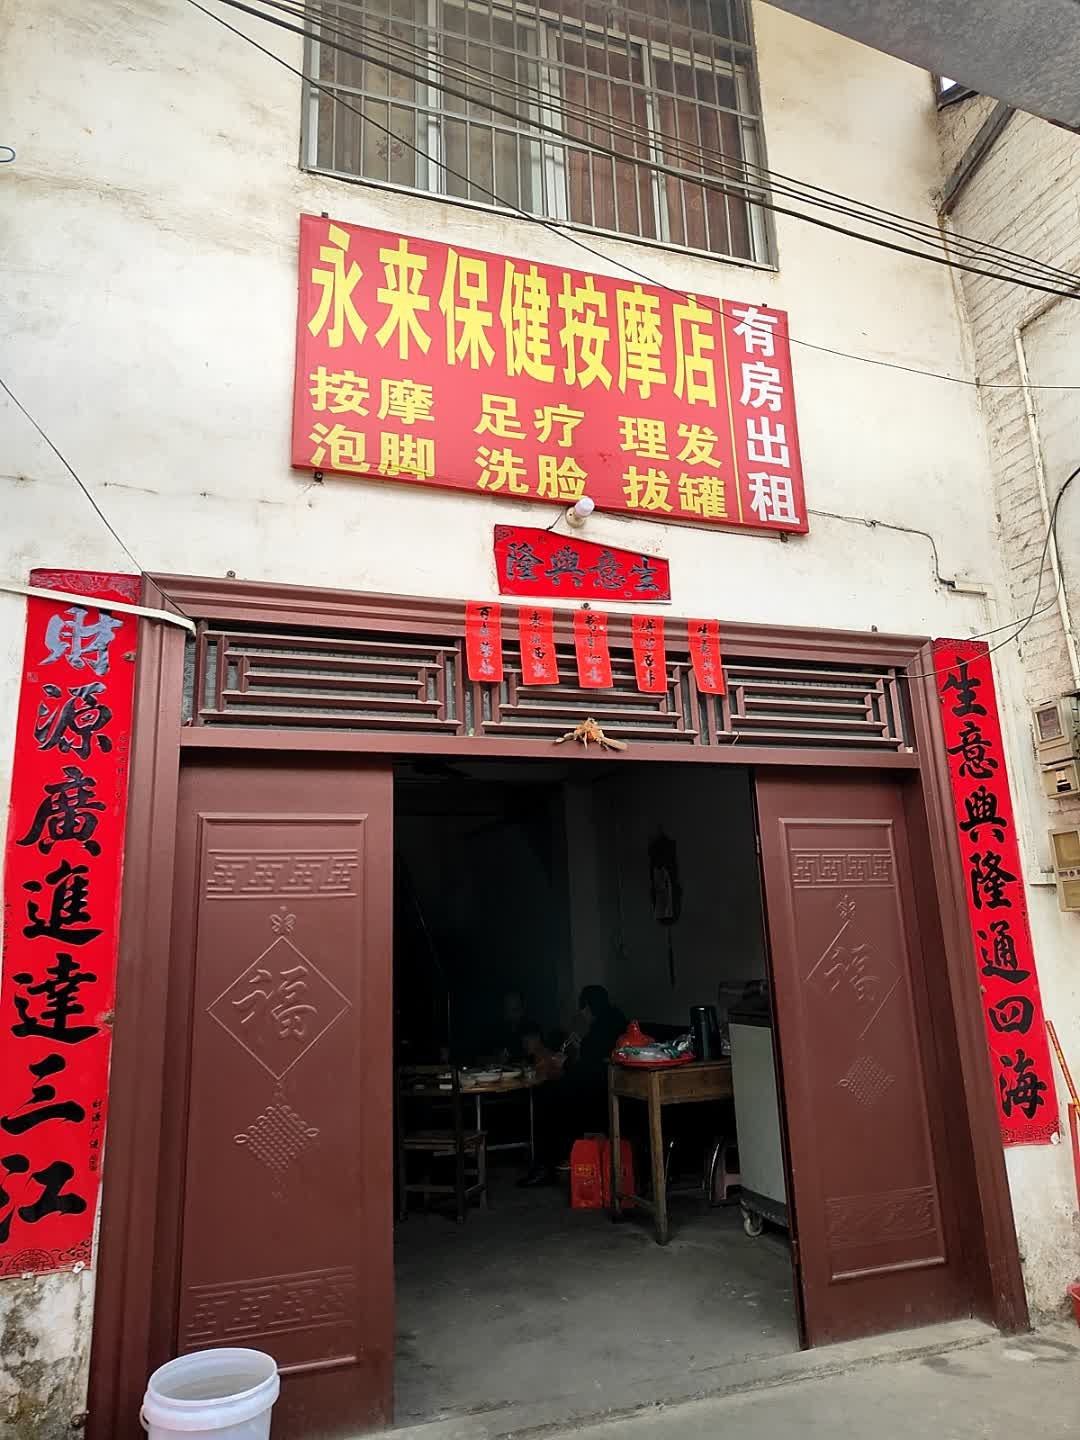 永来保健按摩店
按摩 足疗 理发
泡脚 洗脸 拔罐
有房出租
生意興隆
生意興隆通四海
財源廣進達三江
福
福